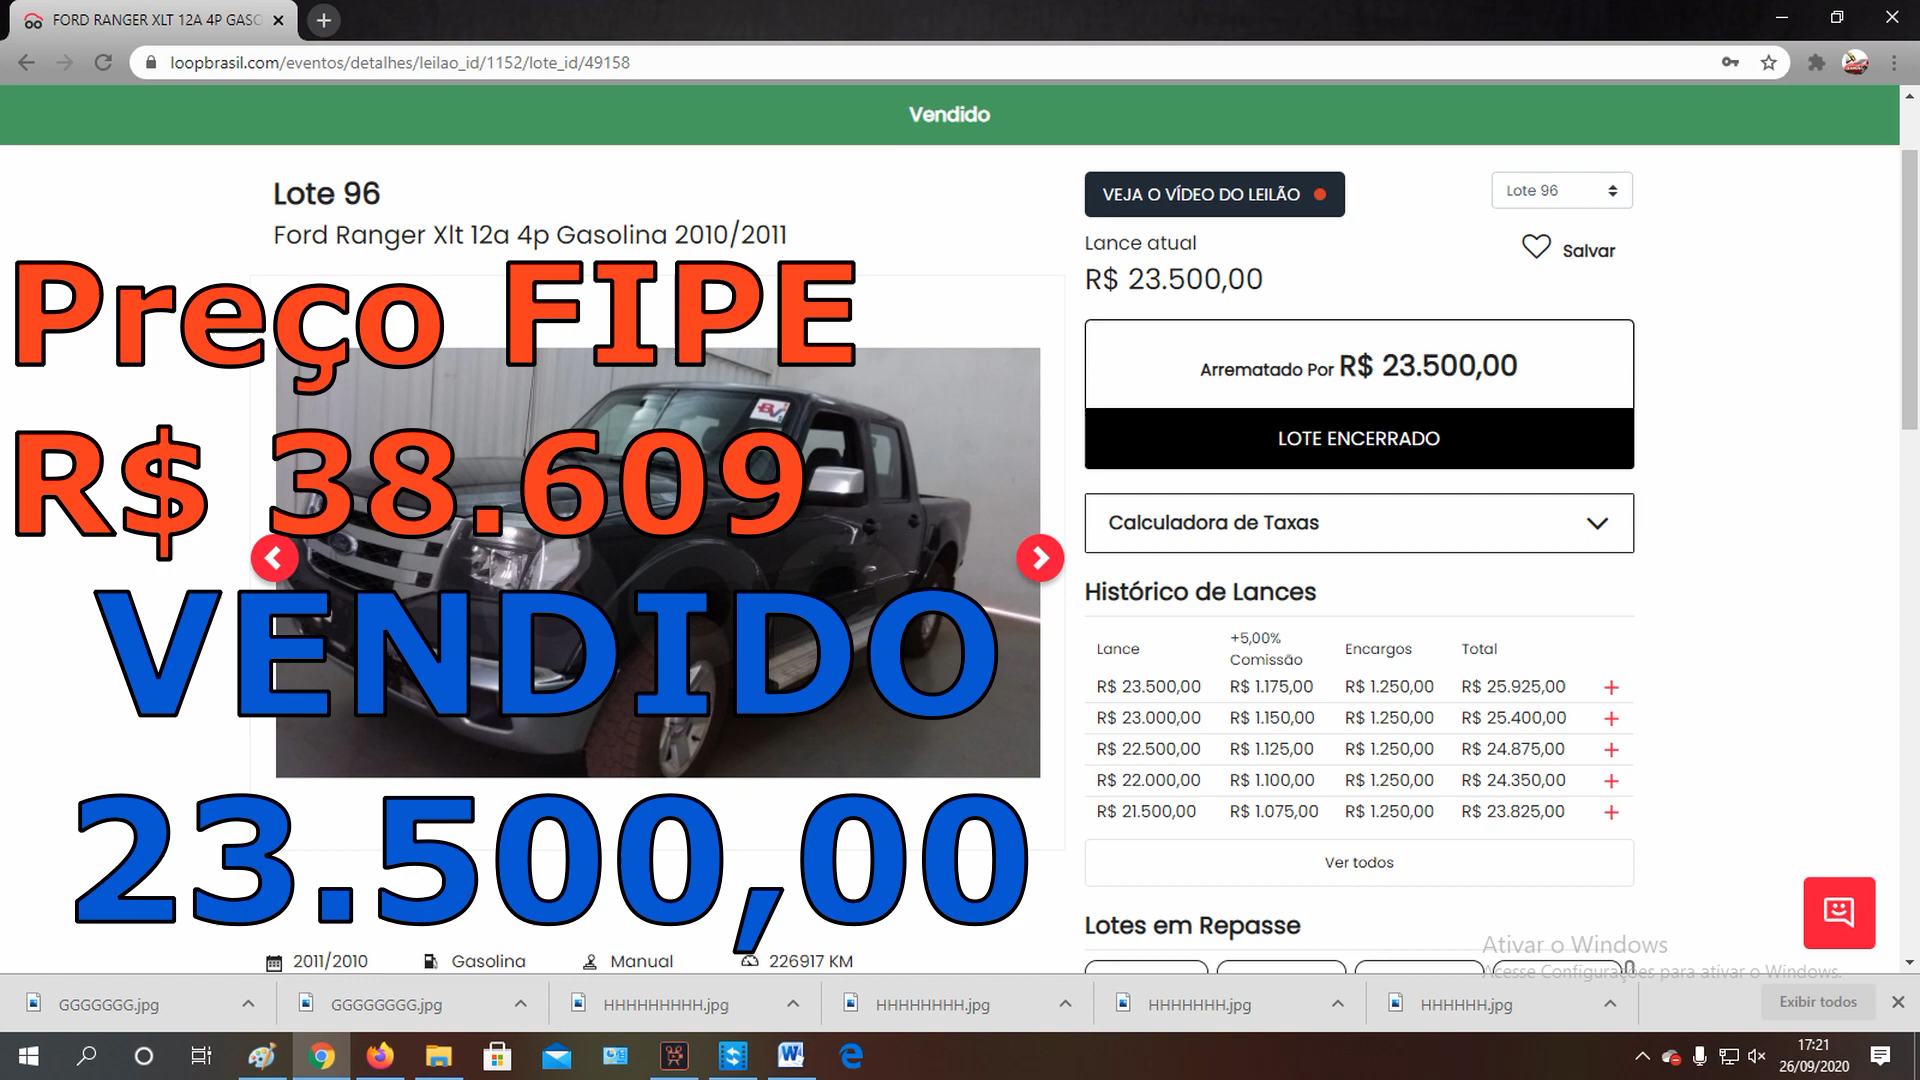 FORD RANGER XLT 12A 4P GASO
loopbrasil.com/eventos/detalhes/leilao_id/1152/lote_id/49158
Vendido
Lote 96
Ford Ranger Xlt 12a 4p Gasolina 2010/2011
Preço FIPE
R$ 38.609
VENDIDO
23.500,00
2011/2010
Gasolina
Manual
226917 KM
VEJA O VÍDEO DO LEILÃO
Lote 96
Lance atual
Salvar
R$ 23.500,00
Arrematado Por R$ 23.500,00
LOTE ENCERRADO
Calculadora de Taxas
Histórico de Lances
Lance +5,00% Comissão Encargos Total
R$ 23.500,00 R$ 1.175,00 R$ 1.250,00 R$ 25.925,00 +
R$ 23.000,00 R$ 1.150,00 R$ 1.250,00 R$ 25.400,00 +
R$ 22.500,00 R$ 1.125,00 R$ 1.250,00 R$ 24.875,00 +
R$ 22.000,00 R$ 1.100,00 R$ 1.250,00 R$ 24.350,00 +
R$ 21.500,00 R$ 1.075,00 R$ 1.250,00 R$ 23.825,00 +
Ver todos
Lotes em Repasse
Ativar o Windows
Acesse Configurações para ativar o Windows.
GGGGGGG.jpg
GGGGGGGG.jpg
HHHHHHHHH.jpg
HHHHHHHH.jpg
HHHHHHH.jpg
HHHHHH.jpg
Exibir todos
17:21
26/09/2020